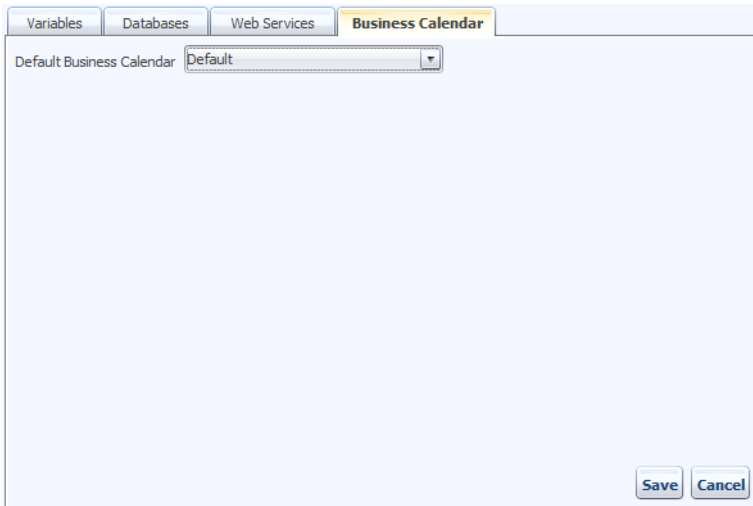 Variables Databases Web Services Business Calendar
Default Business Calendar Default
Save Cancel